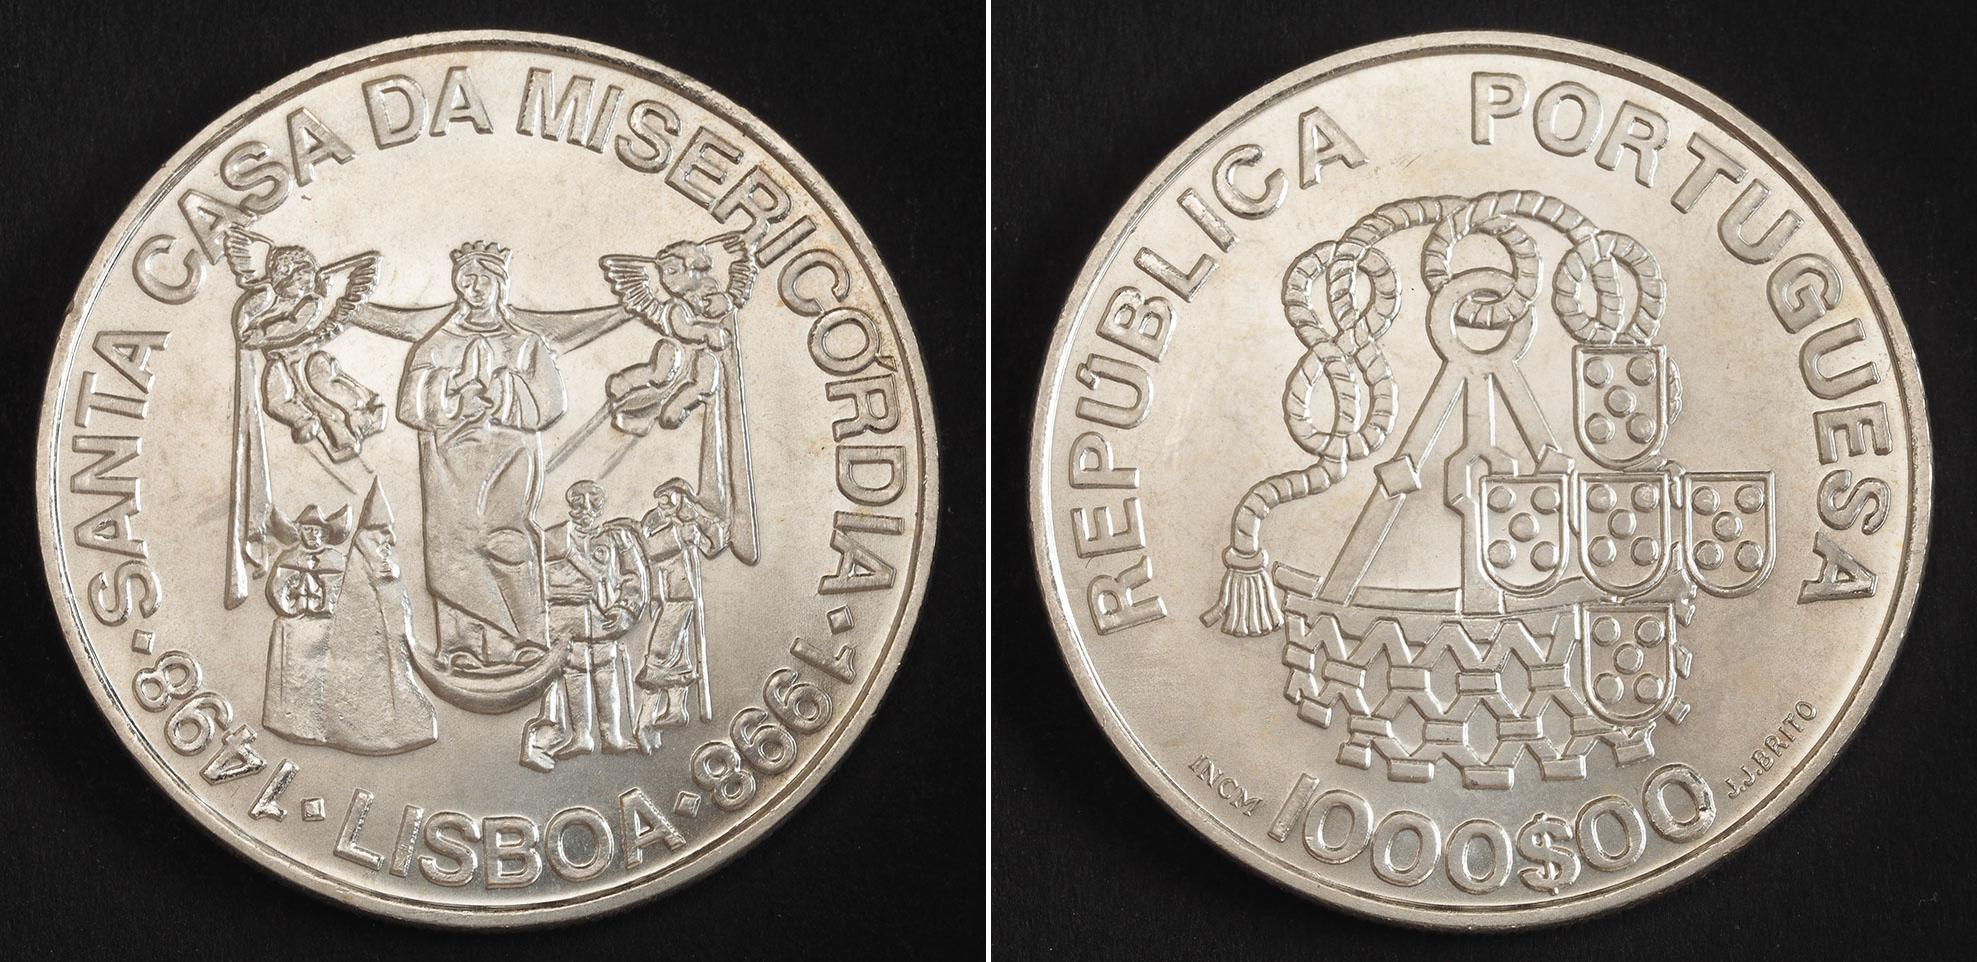 SANTA CASA DA MISERICÓRDIA · 1998 · LISBOA · 1498 ·
REPÚBLICA PORTUGUESA
INCM
1000$00
J.J.BRITO